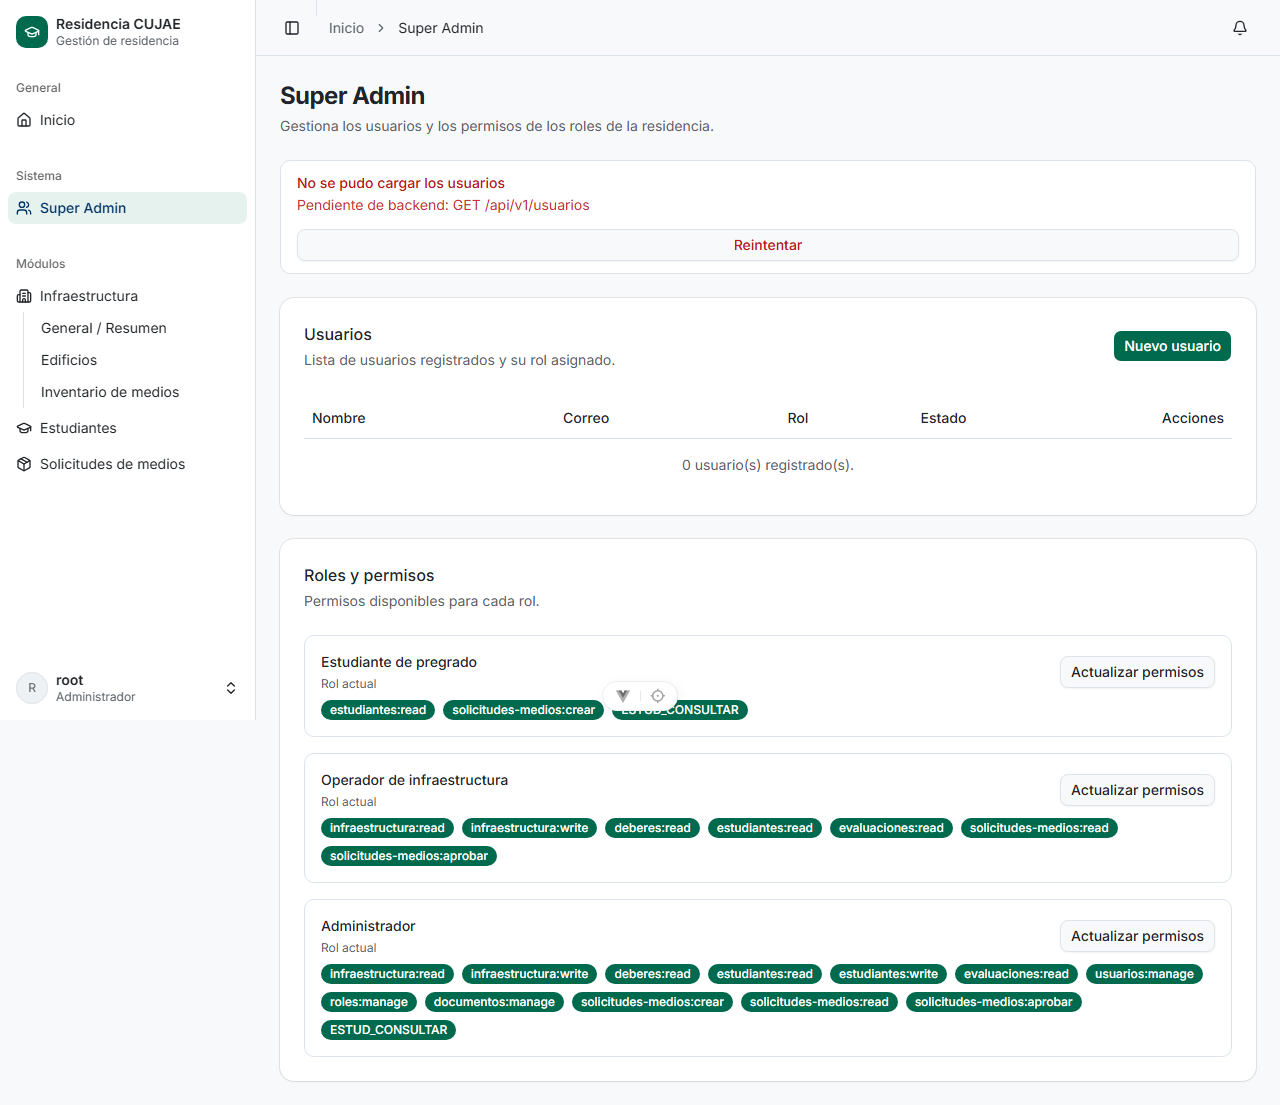 Residencia CUJAE
Gestión de residencia
General
Inicio
Sistema
Super Admin
Módulos
Infraestructura
General / Resumen
Edificios
Inventario de medios
Estudiantes
Solicitudes de medios
R
root
Administrador
Inicio > Super Admin
Super Admin
Gestiona los usuarios y los permisos de los roles de la residencia.
No se pudo cargar los usuarios
Pendiente de backend: GET /api/v1/usuarios
Reintentar
Usuarios
Lista de usuarios registrados y su rol asignado.
Nuevo usuario
Nombre Correo Rol Estado Acciones
0 usuario(s) registrado(s).
Roles y permisos
Permisos disponibles para cada rol.
Estudiante de pregrado
Rol actual
Actualizar permisos
estudiantes:read solicitudes-medios:crear ESTUD_CONSULTAR
Operador de infraestructura
Rol actual
Actualizar permisos
infraestructura:read infraestructura:write deberes:read estudiantes:read evaluaciones:read solicitudes-medios:read
solicitudes-medios:aprobar
Administrador
Rol actual
Actualizar permisos
infraestructura:read infraestructura:write deberes:read estudiantes:read estudiantes:write evaluaciones:read usuarios:manage
roles:manage documentos:manage solicitudes-medios:crear solicitudes-medios:read solicitudes-medios:aprobar
ESTUD_CONSULTAR